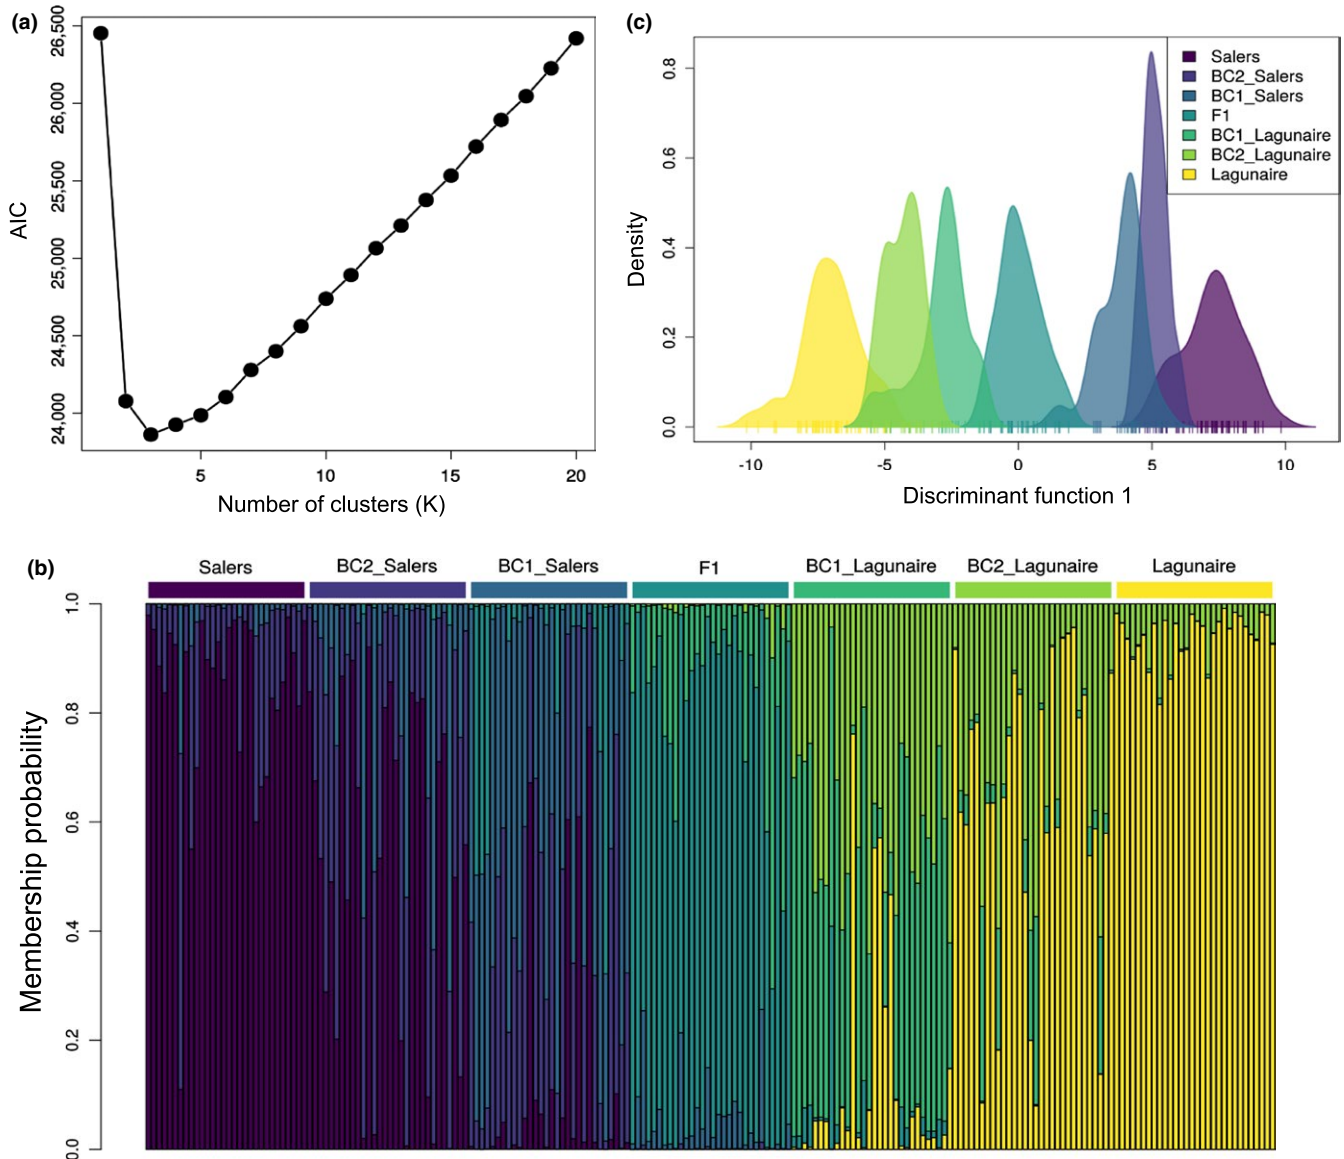 (a)
26,500
26,000
25,500
25,000
24,500
24,000
AIC
5 10 15 20
Number of clusters (K)
(c)
0.8
0.6
0.4
0.2
0.0
Density
Salers
BC2_Salers
BC1_Salers
F1
BC1_Lagunaire
BC2_Lagunaire
Lagunaire
-10 -5 0 5 10
Discriminant function 1
(b)
Salers BC2_Salers BC1_Salers F1 BC1_Lagunaire BC2_Lagunaire Lagunaire
1.0
0.8
0.6
0.4
0.2
0.0
Membership probability